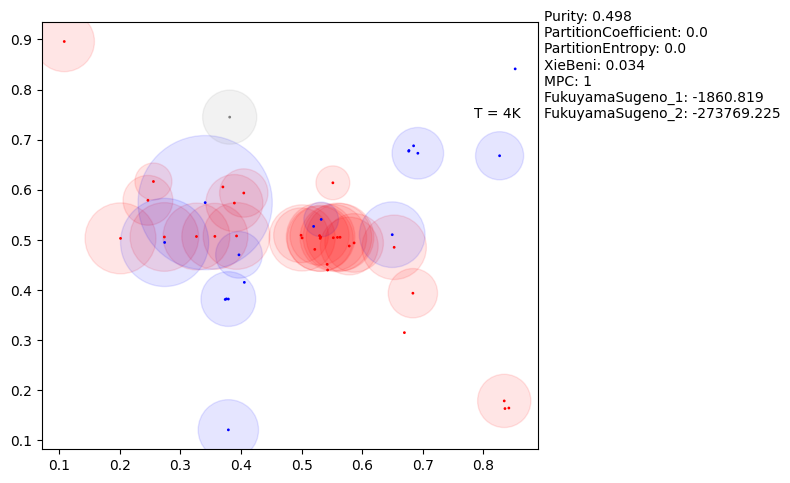 Purity: 0.498
PartitionCoefficient: 0.0
PartitionEntropy: 0.0
XieBeni: 0.034
MPC: 1
FukuyamaSugeno_1: -1860.819
FukuyamaSugeno_2: -273769.225
T = 4K
0.9
0.8
0.7
0.6
0.5
0.4
0.3
0.2
0.1
0.1 0.2 0.3 0.4 0.5 0.6 0.7 0.8